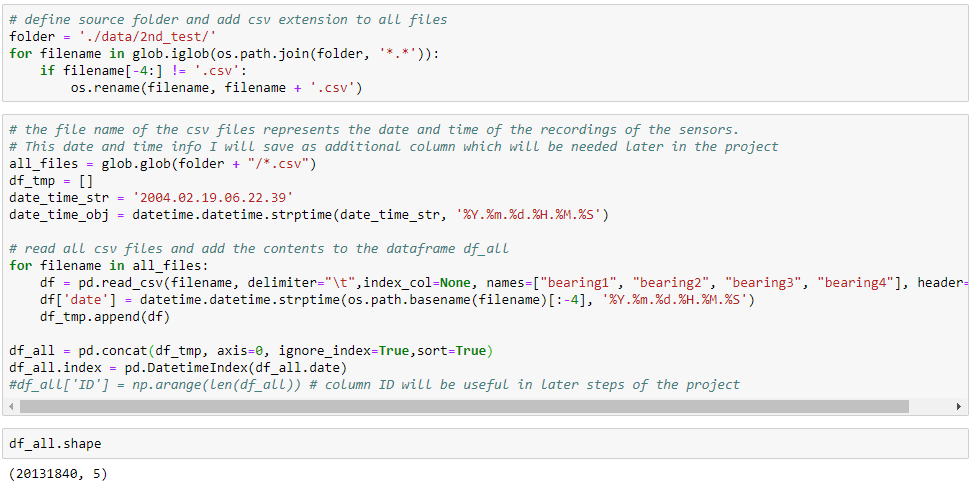 # define source folder and add csv extension to all files
folder = './data/2nd_test/'
for filename in glob.iglob(os.path.join(folder, '*.*')):
    if filename[-4:] != '.csv':
        os.rename(filename, filename + '.csv')
# the file name of the csv files represents the date and time of the recordings of the sensors.
# This date and time info I will save as additional column which will be needed later in the project
all_files = glob.glob(folder + "/*.csv")
df_tmp = []
date_time_str = '2004.02.19.06.22.39'
date_time_obj = datetime.datetime.strptime(date_time_str, '%Y.%m.%d.%H.%M.%S')
# read all csv files and add the contents to the dataframe df_all
for filename in all_files:
    df = pd.read_csv(filename, delimiter="\t",index_col=None, names=["bearing1", "bearing2", "bearing3", "bearing4"], header=
    df['date'] = datetime.datetime.strptime(os.path.basename(filename)[:-4], '%Y.%m.%d.%H.%M.%S')
    df_tmp.append(df)
df_all = pd.concat(df_tmp, axis=0, ignore_index=True,sort=True)
df_all.index = pd.DatetimeIndex(df_all.date)
#df_all['ID'] = np.arange(len(df_all)) # column ID will be useful in later steps of the project
df_all.shape
(20131840, 5)